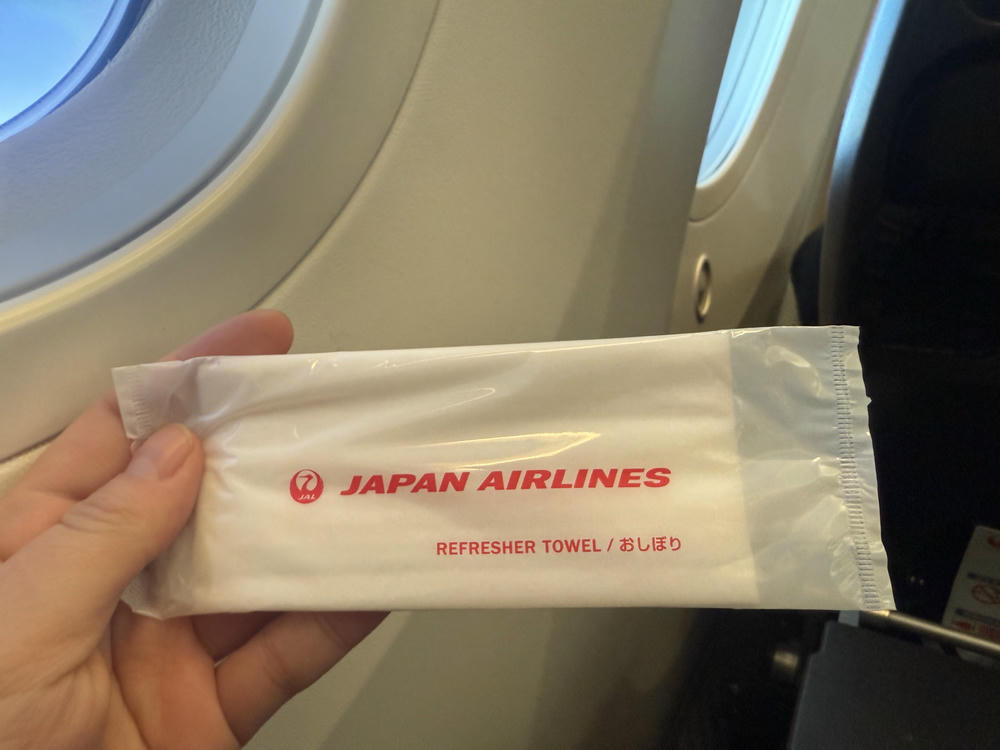 JAL JAPAN AIRLINES
REFRESHER TOWEL / おしぼり